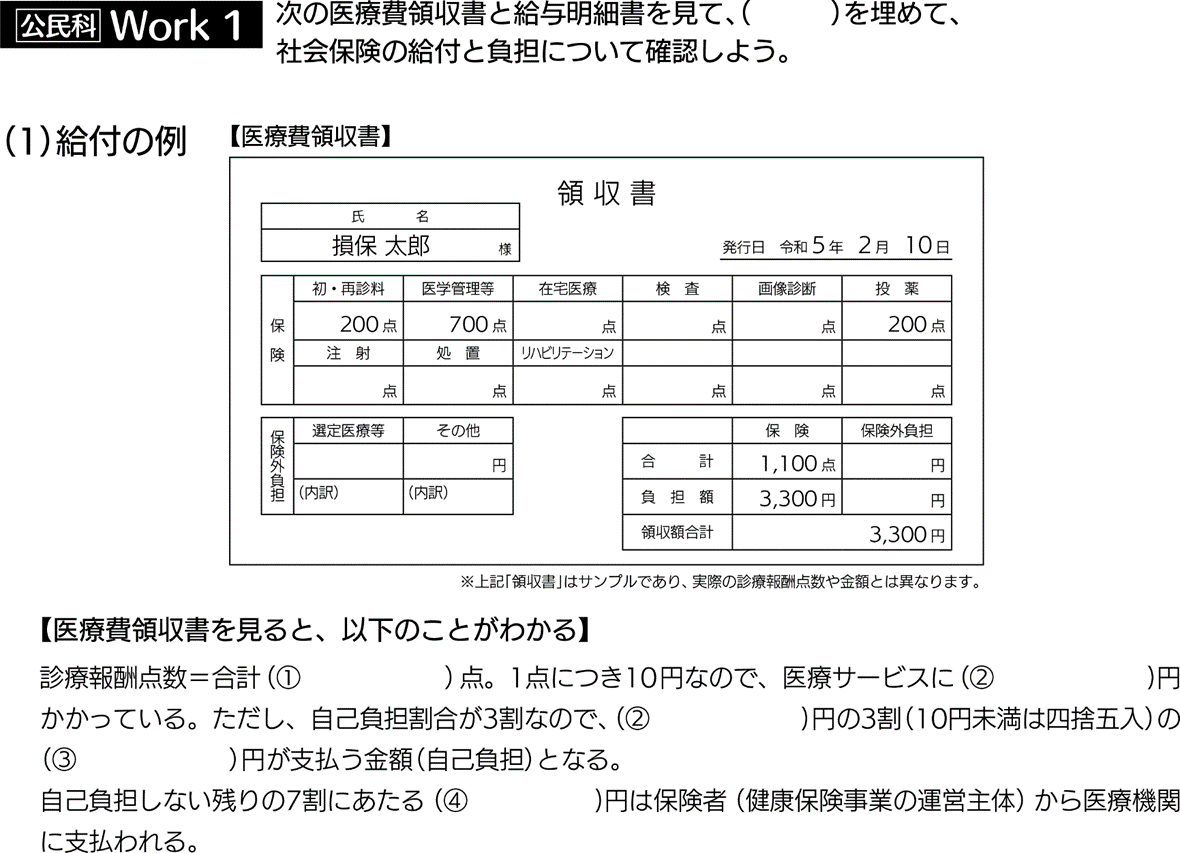 公民科 Work 1 次の医療費領収書と給与明細書を見て、(　　　)を埋めて、
社会保険の給付と負担について確認しよう。
(1)給付の例 【医療費領収書】
領 収 書
氏　　名
損保 太郎 様
発行日 令和 5年 2月 10日
保険 初・再診料 医学管理等 在宅医療 検　査 画像診断 投　薬
200点 700点 点 点 点 200点
注　射 処　置 リハビリテーション
点 点 点 点 点 点
保険外負担 選定医療等 その他
円
(内訳) (内訳)
保　険 保険外負担
合　計 1,100点 円
負 担 額 3,300円 円
領収額合計 3,300円
※上記「領収書」はサンプルであり、実際の診療報酬点数や金額とは異なります。
【医療費領収書を見ると、以下のことがわかる】
診療報酬点数＝合計(①　　　　　)点。1点につき10円なので、医療サービスに(②　　　　　)円
かかっている。ただし、自己負担割合が3割なので、(②　　　　　)円の3割(10円未満は四捨五入)の
(③　　　　　)円が支払う金額(自己負担)となる。
自己負担しない残りの7割にあたる(④　　　　　)円は保険者(健康保険事業の運営主体)から医療機関
に支払われる。